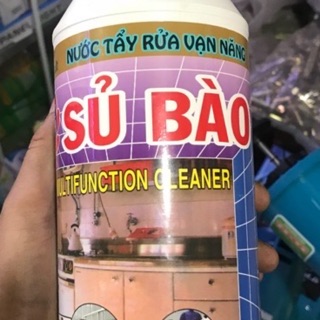 NƯỚC TẨY RỬA VẠN NĂNG
SỦ BÀO
MULTIFUNCTION CLEANER